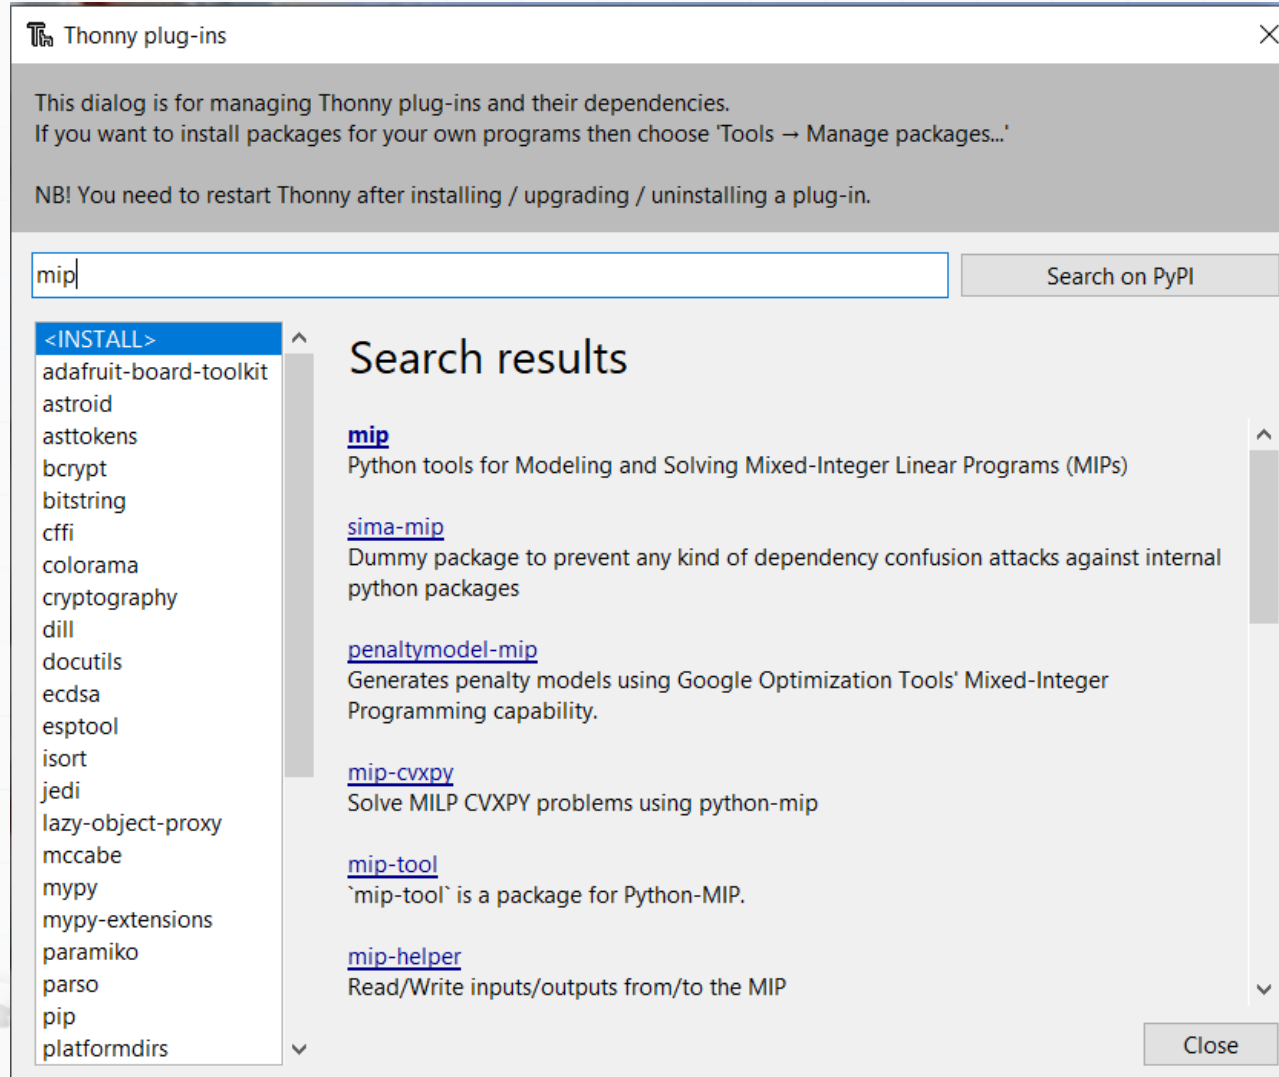 Thonny plug-ins
This dialog is for managing Thonny plug-ins and their dependencies.
If you want to install packages for your own programs then choose 'Tools → Manage packages...'
NB! You need to restart Thonny after installing / upgrading / uninstalling a plug-in.
mip
Search on PyPI
<INSTALL>
adafruit-board-toolkit
astroid
asttokens
bcrypt
bitstring
cffi
colorama
cryptography
dill
docutils
ecdsa
esptool
isort
jedi
lazy-object-proxy
mccabe
mypy
mypy-extensions
paramiko
parso
pip
platformdirs
Search results
mip
Python tools for Modeling and Solving Mixed-Integer Linear Programs (MIPs)
sima-mip
Dummy package to prevent any kind of dependency confusion attacks against internal
python packages
penaltymodel-mip
Generates penalty models using Google Optimization Tools' Mixed-Integer
Programming capability.
mip-cvxpy
Solve MILP CVXPY problems using python-mip
mip-tool
`mip-tool` is a package for Python-MIP.
mip-helper
Read/Write inputs/outputs from/to the MIP
Close